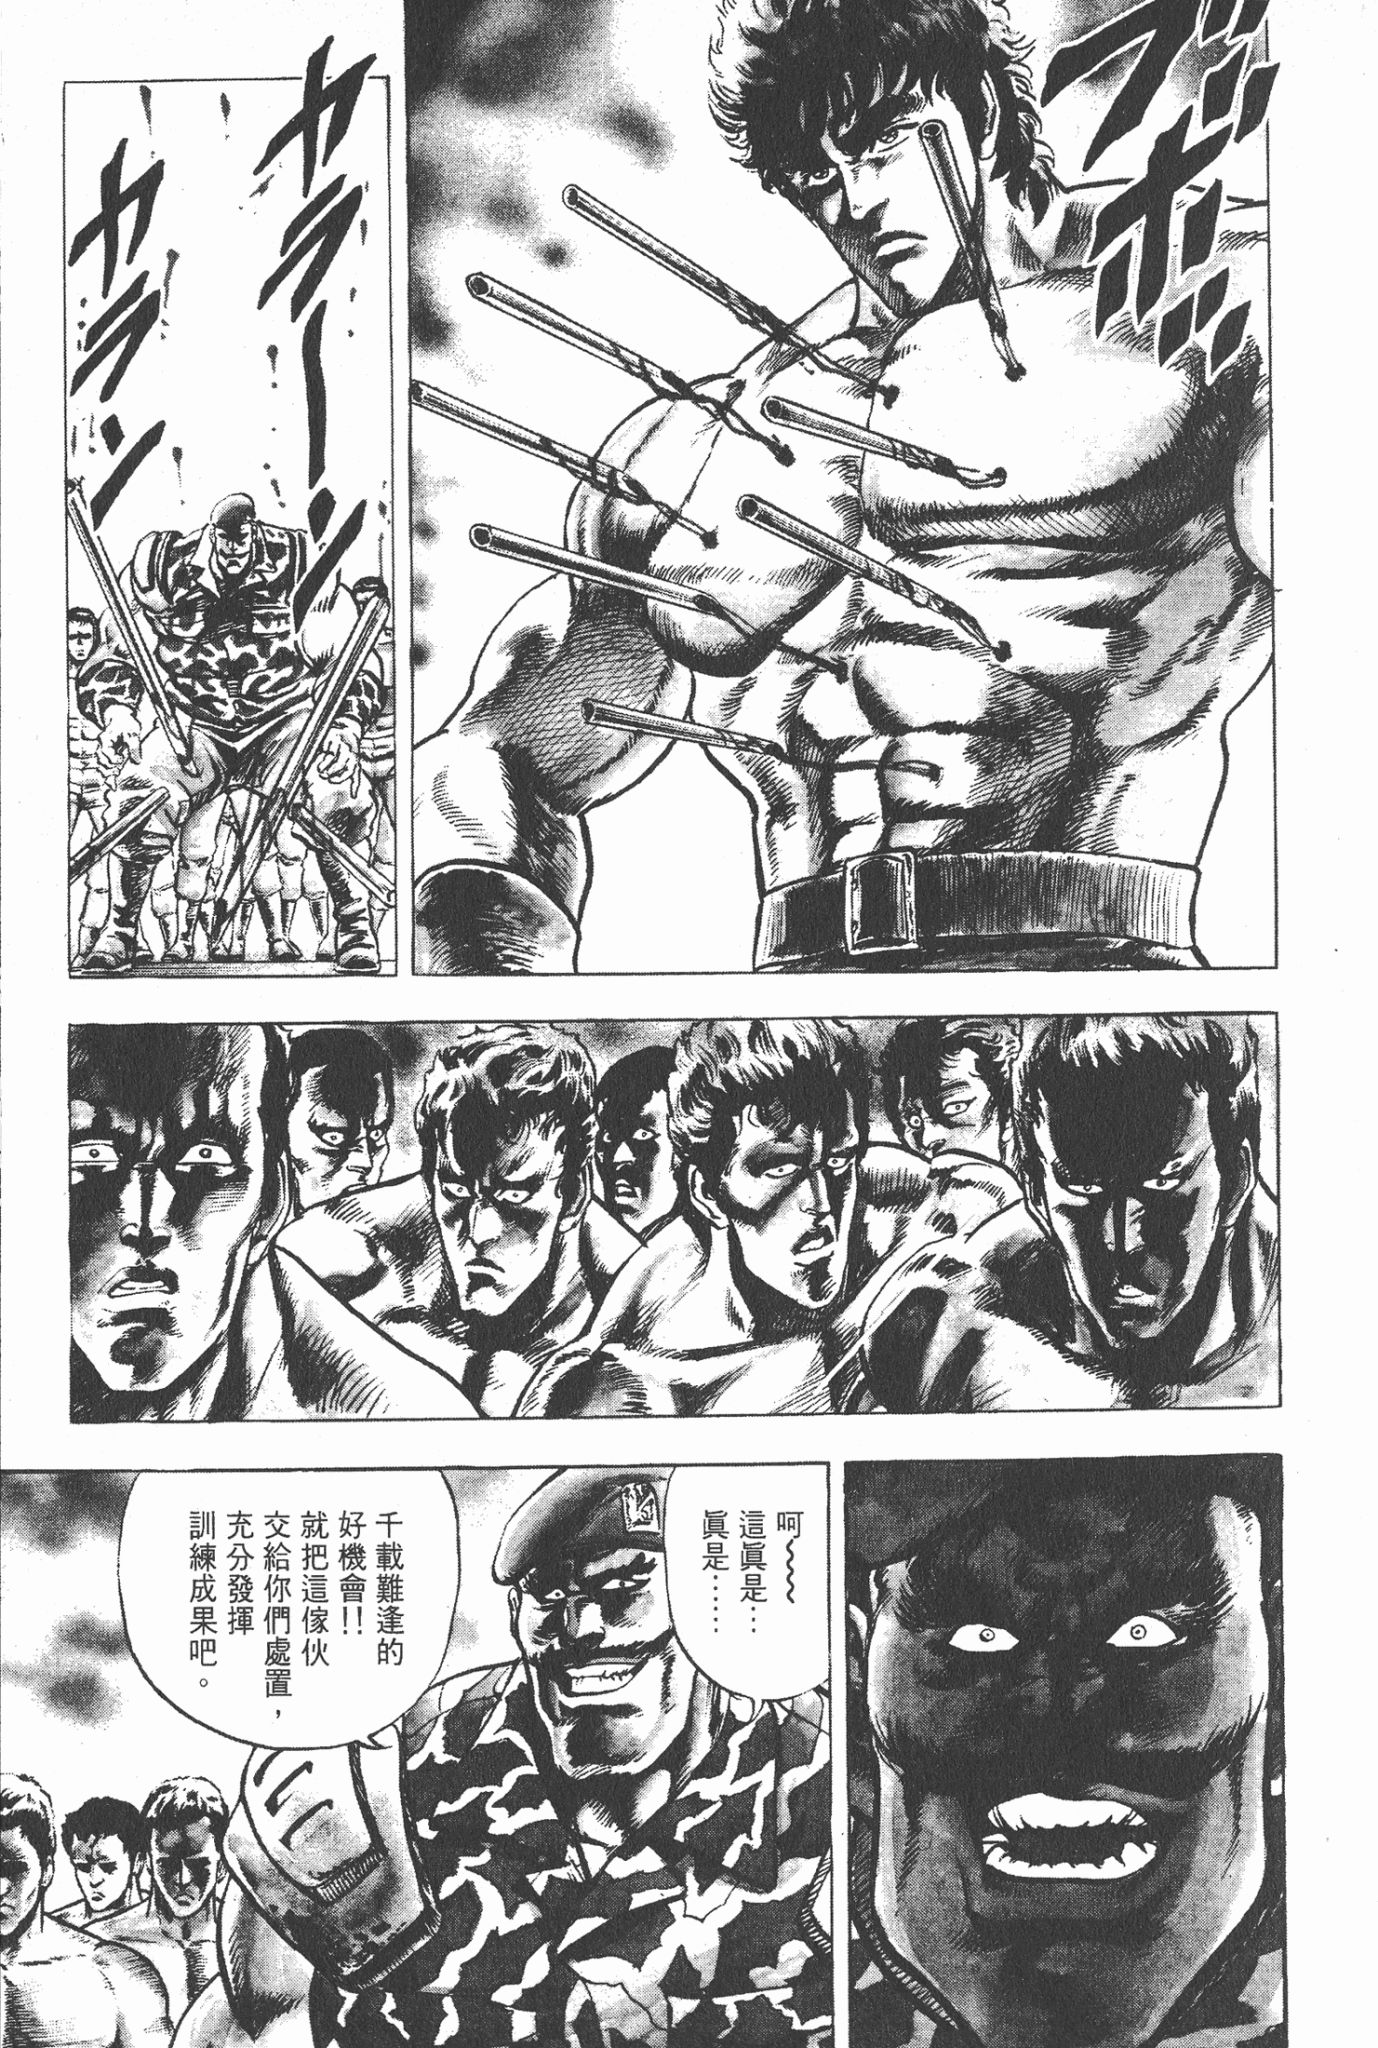 ブボッ
カラーン
カラン
呵~~
這眞是…
眞是……
千載難逢的
好機會!!
就把這傢伙
交給你們處置，
充分發揮
訓練成果吧。